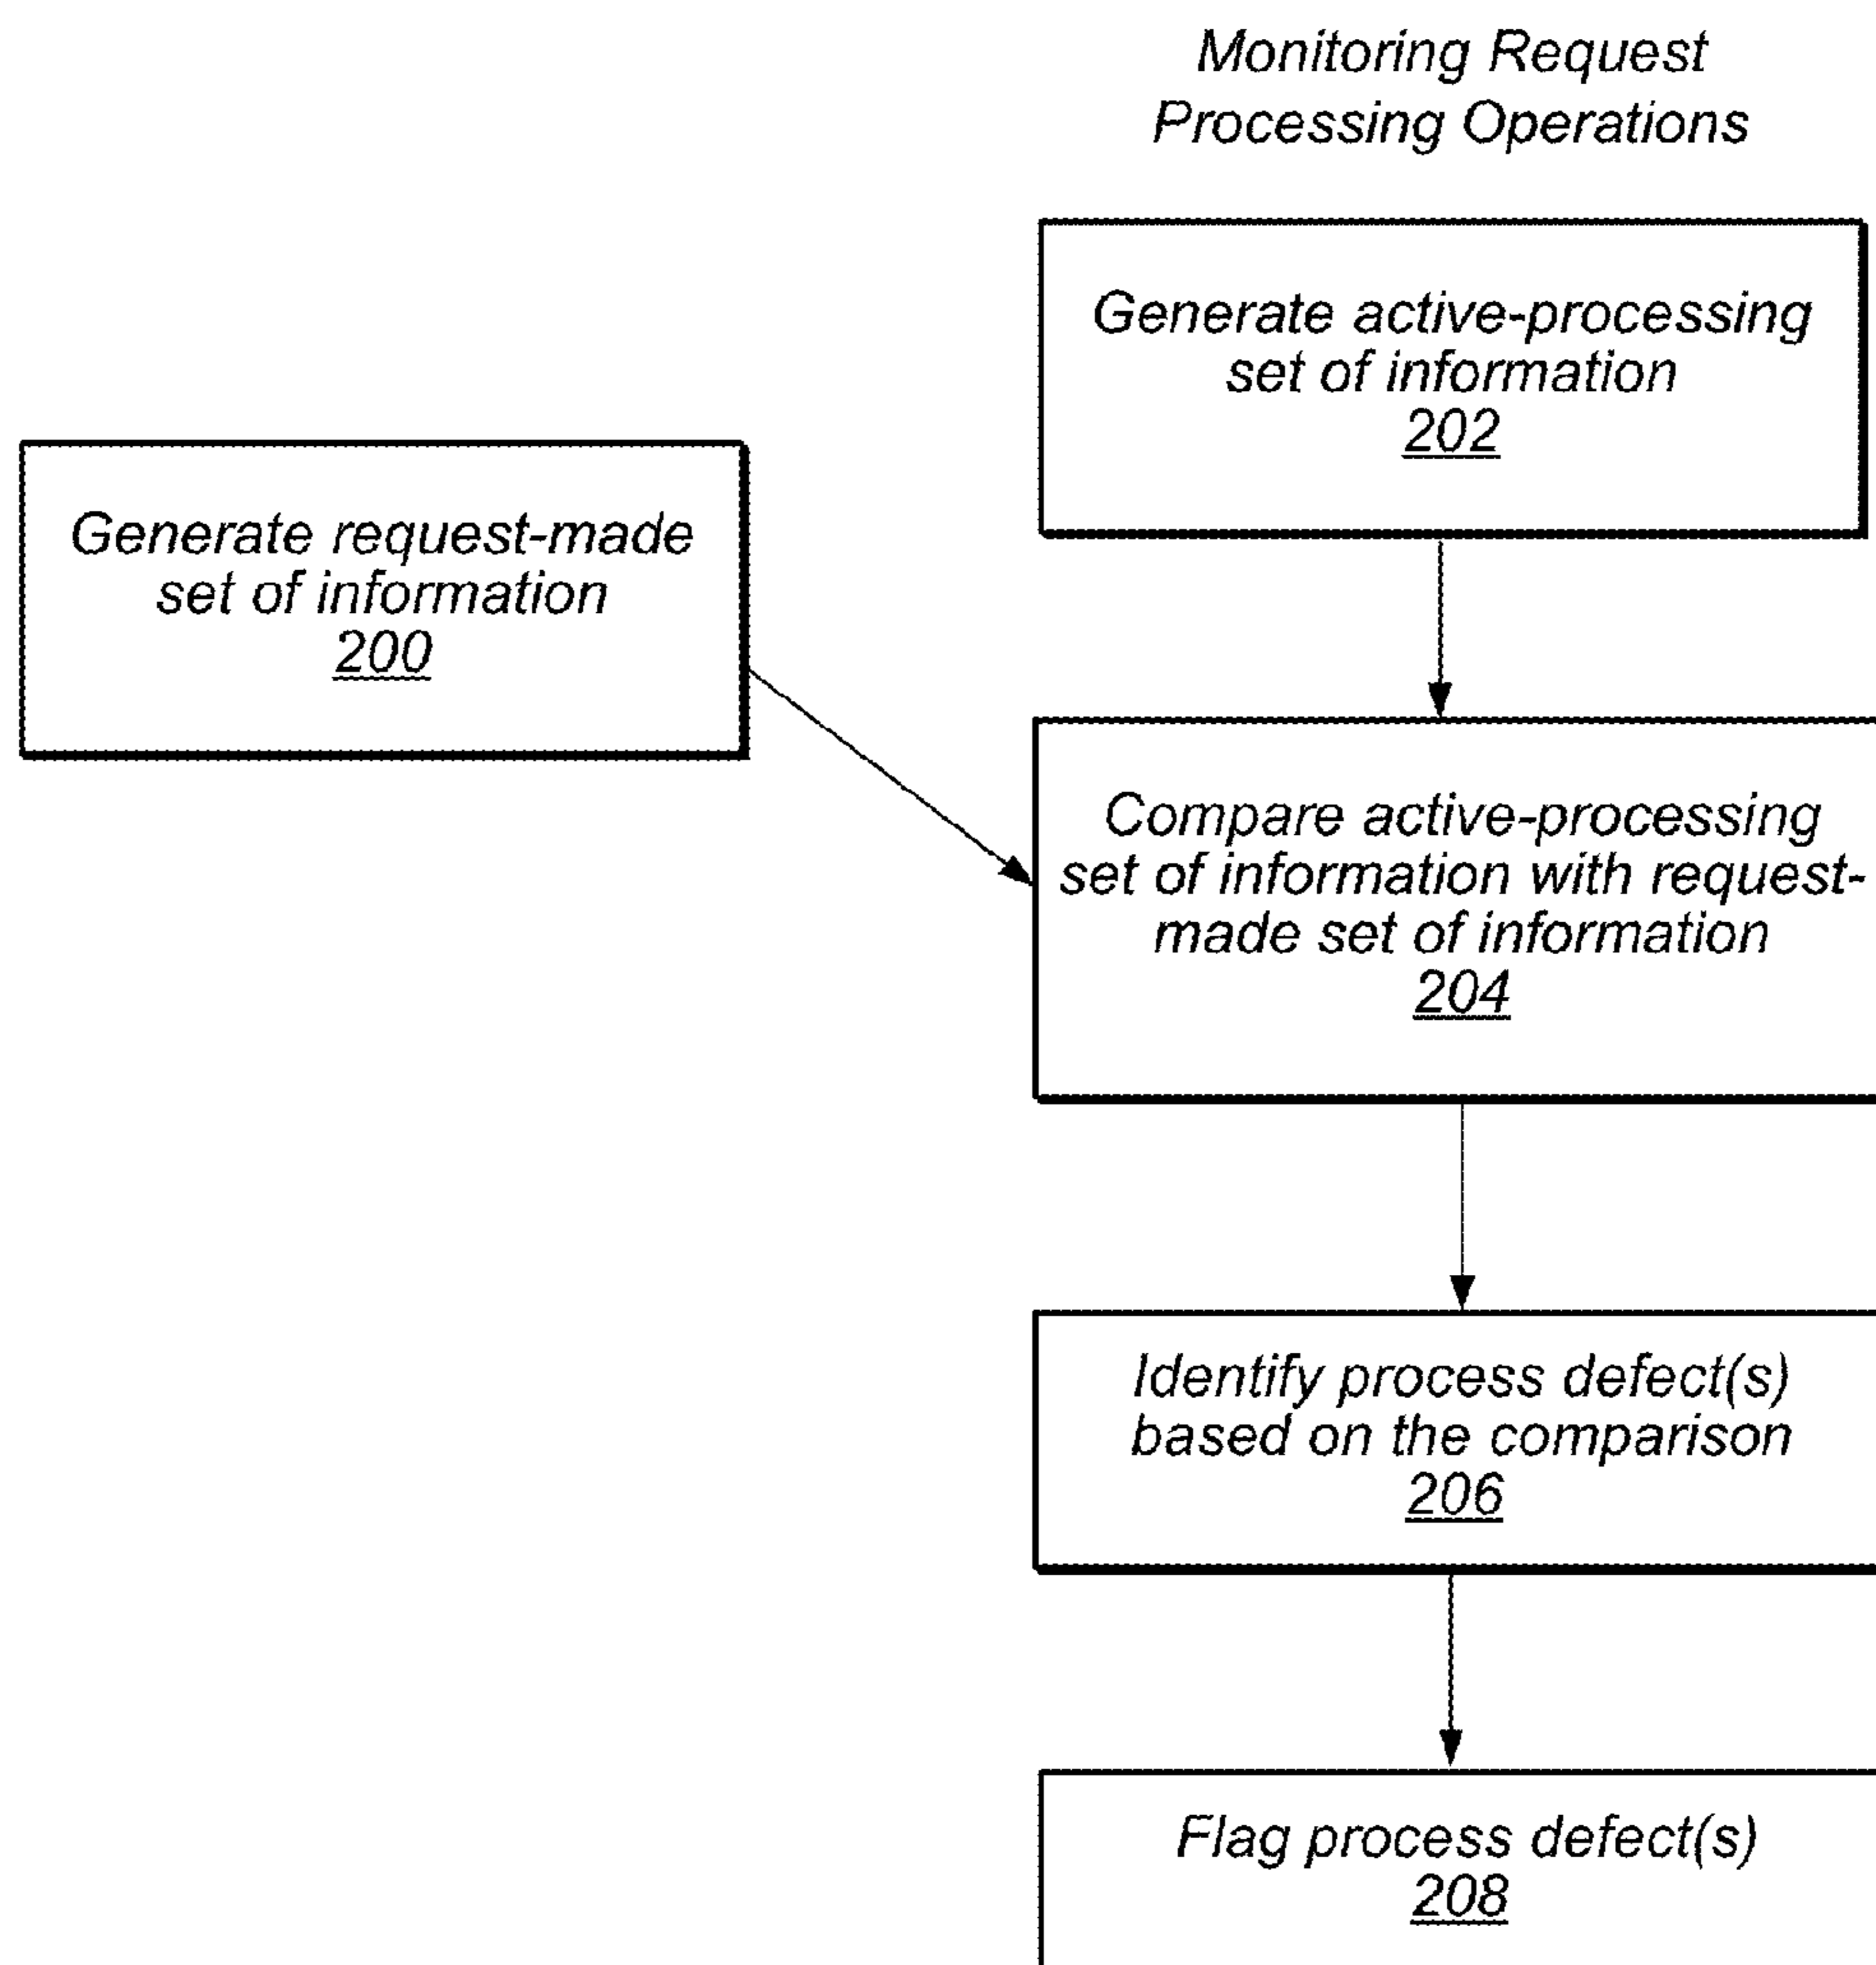 Monitoring Request
Processing Operations
Generate active-processing
set of information
202
Generate request-made
set of information
200
Compare active-processing
set of information with request-
made set of information
204
Identify process defect(s)
based on the comparison
206
Flag process defect(s)
208